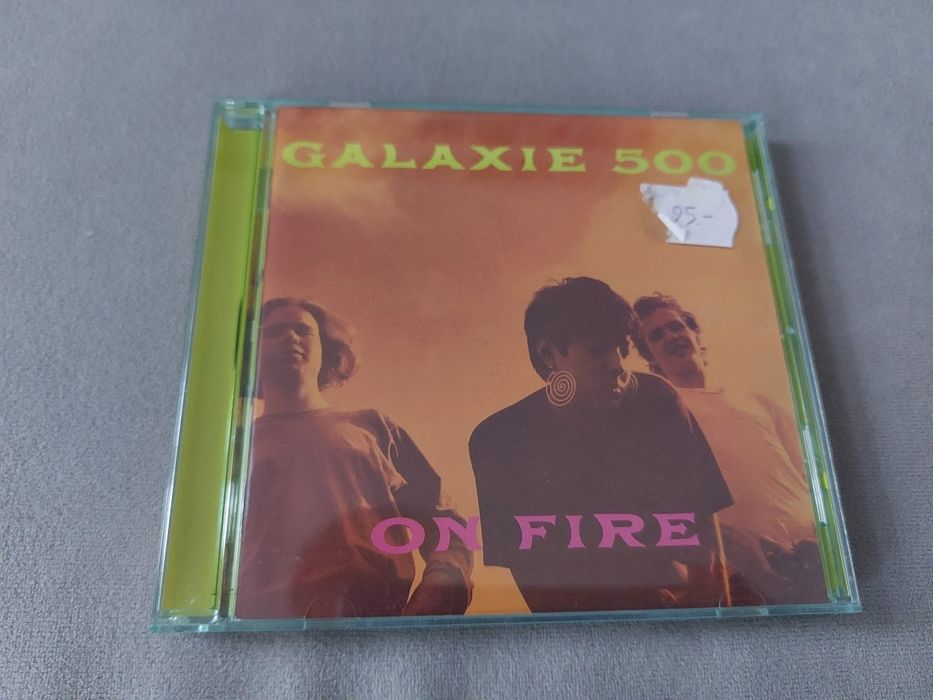 GALAXIE 500
95.-
ON FIRE